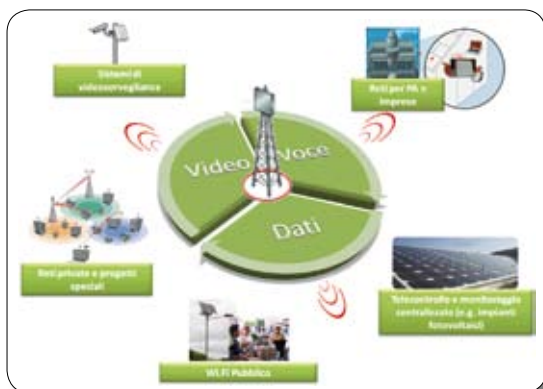 Sistemi di
videosorveglianza
Reti per PA e
imprese
Video
Voce
Dati
Reti private e progetti
speciali
Telecontrollo e monitoraggio
centralizzato (e.g. impianti
fotovoltaici)
Wi.Fi Pubblico